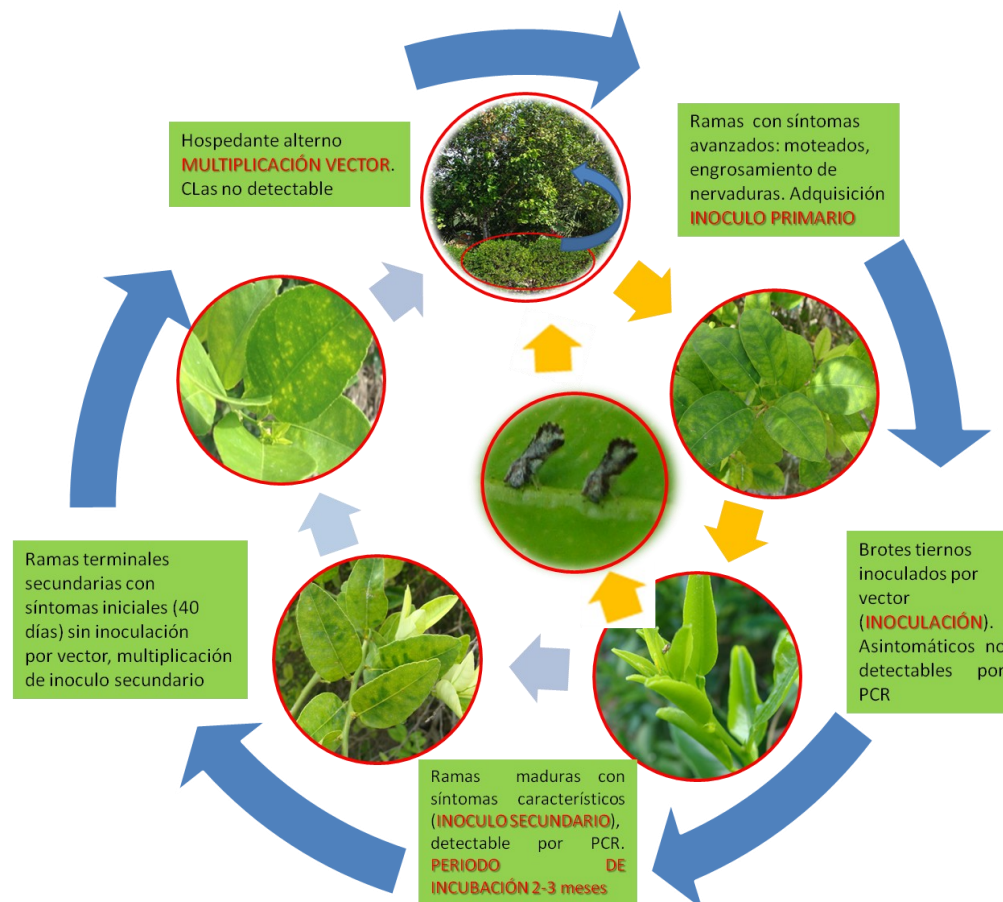 Hospedante alterno
MULTIPLICACIÓN VECTOR.
CLas no detectable
Ramas con síntomas
avanzados: moteados,
engrosamiento de
nervaduras. Adquisición
INOCULO PRIMARIO
Brotes tiernos
inoculados por
vector
(INOCULACIÓN).
Asintomáticos no
detectables por
PCR
Ramas maduras con
síntomas característicos
(INOCULO SECUNDARIO),
detectable por PCR.
PERIODO DE
INCUBACIÓN 2-3 meses
Ramas terminales
secundarias con
síntomas iniciales (40
días) sin inoculación
por vector, multiplicación
de inoculo secundario